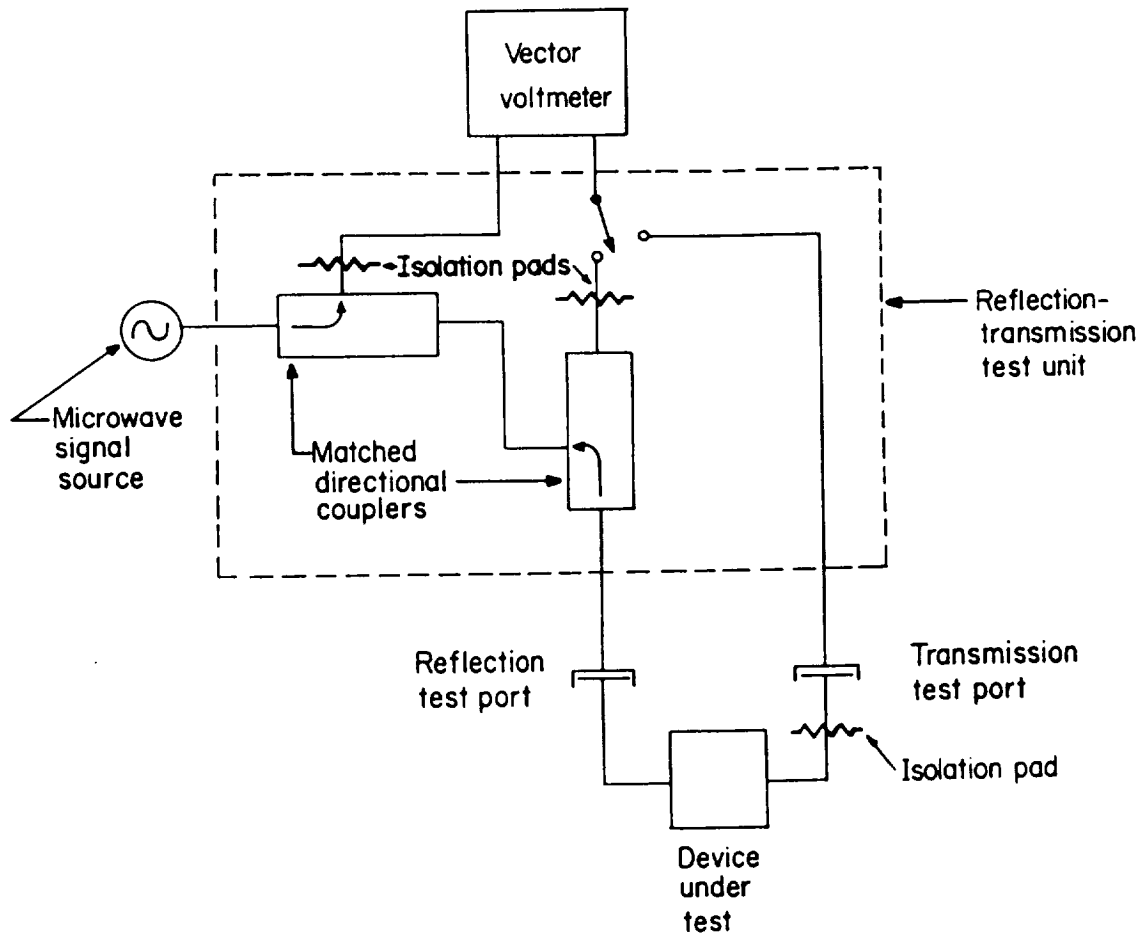 Vector
voltmeter
Isolation pads
Reflection-
transmission
test unit
Microwave
signal
source
Matched
directional
couplers
Reflection
test port
Transmission
test port
Isolation pad
Device
under
test